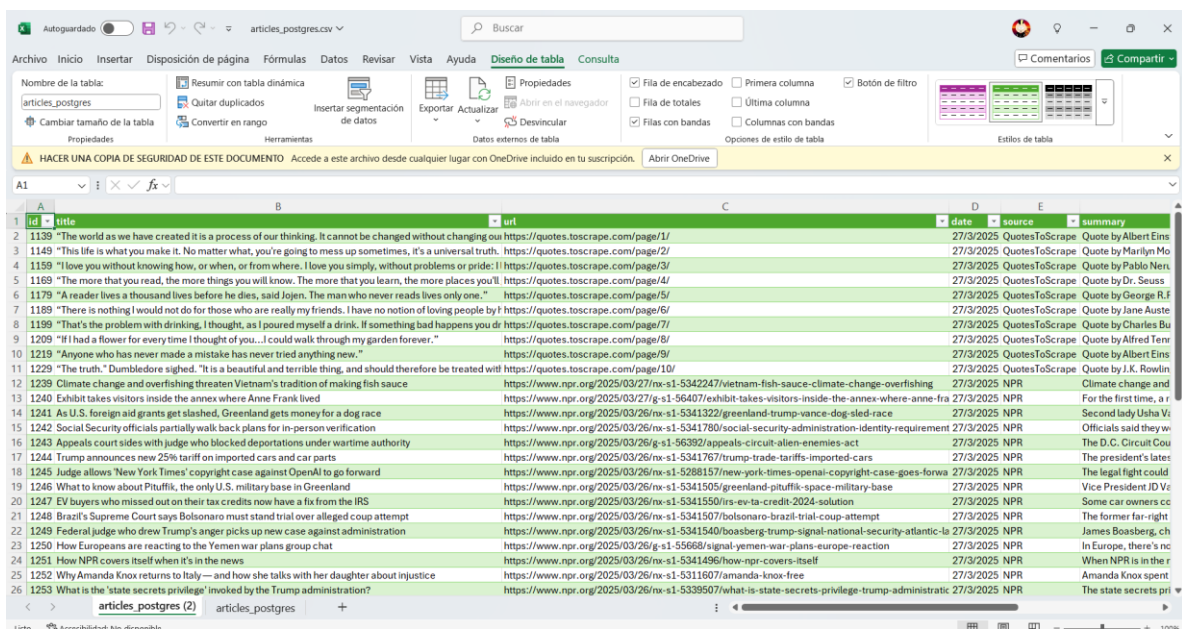 Autoguardado articles_postgres.csv Buscar
Archivo Inicio Insertar Disposición de página Fórmulas Datos Revisar Vista Ayuda Diseño de tabla Consulta Comentarios Compartir
Nombre de la tabla: Resumir con tabla dinámica Propiedades Fila de encabezado Primera columna Botón de filtro
articles_postgres Quitar duplicados Insertar segmentación de datos Exportar Actualizar Abrir en el navegador Fila de totales Última columna
Cambiar tamaño de la tabla Convertir en rango Desvincular Filas con bandas Columnas con bandas
Propiedades Herramientas Datos externos de tabla Opciones de estilo de tabla Estilos de tabla
HACER UNA COPIA DE SEGURIDAD DE ESTE DOCUMENTO Accede a este archivo desde cualquier lugar con OneDrive incluido en tu suscripción. Abrir OneDrive
A1 fx
A B C D E
1 id title url date source summary
2 1139 "The world as we have created it is a process of our thinking. It cannot be changed without changing our https://quotes.toscrape.com/page/1/ 27/3/2025 QuotesToScrape Quote by Albert Eins
3 1149 "This life is what you make it. No matter what, you're going to mess up sometimes, it's a universal truth. https://quotes.toscrape.com/page/2/ 27/3/2025 QuotesToScrape Quote by Marilyn Mo
4 1159 "I love you without knowing how, or when, or from where. I love you simply, without problems or pride: I https://quotes.toscrape.com/page/3/ 27/3/2025 QuotesToScrape Quote by Pablo Neru
5 1169 "The more that you read, the more things you will know. The more that you learn, the more places you'll https://quotes.toscrape.com/page/4/ 27/3/2025 QuotesToScrape Quote by Dr. Seuss
6 1179 "A reader lives a thousand lives before he dies, said Jojen. The man who never reads lives only one." https://quotes.toscrape.com/page/5/ 27/3/2025 QuotesToScrape Quote by George R.F
7 1189 "There is nothing I would not do for those who are really my friends. I have no notion of loving people by h https://quotes.toscrape.com/page/6/ 27/3/2025 QuotesToScrape Quote by Jane Auste
8 1199 "That's the problem with drinking, I thought, as I poured myself a drink. If something bad happens you dr https://quotes.toscrape.com/page/7/ 27/3/2025 QuotesToScrape Quote by Charles Bu
9 1209 "If I had a flower for every time I thought of you...I could walk through my garden forever." https://quotes.toscrape.com/page/8/ 27/3/2025 QuotesToScrape Quote by Alfred Tenr
10 1219 "Anyone who has never made a mistake has never tried anything new." https://quotes.toscrape.com/page/9/ 27/3/2025 QuotesToScrape Quote by Albert Eins
11 1229 "The truth." Dumbledore sighed. "It is a beautiful and terrible thing, and should therefore be treated with https://quotes.toscrape.com/page/10/ 27/3/2025 QuotesToScrape Quote by J.K. Rowlin
12 1239 Climate change and overfishing threaten Vietnam's tradition of making fish sauce https://www.npr.org/2025/03/27/nx-s1-5342247/vietnam-fish-sauce-climate-change-overfishing 27/3/2025 NPR Climate change and
13 1240 Exhibit takes visitors inside the annex where Anne Frank lived https://www.npr.org/2025/03/27/g-s1-56407/exhibit-takes-visitors-inside-the-annex-where-anne-fra 27/3/2025 NPR For the first time, a r
14 1241 As U.S. foreign aid grants get slashed, Greenland gets money for a dog race https://www.npr.org/2025/03/26/nx-s1-5341322/greenland-trump-vance-dog-sled-race 27/3/2025 NPR Second lady Usha Va
15 1242 Social Security officials partially walk back plans for in-person verification https://www.npr.org/2025/03/26/nx-s1-5341780/social-security-administration-identity-requirement 27/3/2025 NPR Officials said they w
16 1243 Appeals court sides with judge who blocked deportations under wartime authority https://www.npr.org/2025/03/26/g-s1-56392/appeals-circuit-alien-enemies-act 27/3/2025 NPR The D.C. Circuit Cou
17 1244 Trump announces new 25% tariff on imported cars and car parts https://www.npr.org/2025/03/26/nx-s1-5341767/trump-trade-tariffs-imported-cars 27/3/2025 NPR The president's lates
18 1245 Judge allows 'New York Times' copyright case against OpenAI to go forward https://www.npr.org/2025/03/26/nx-s1-5288157/new-york-times-openai-copyright-case-goes-forwa 27/3/2025 NPR The legal fight could
19 1246 What to know about Pituffik, the only U.S. military base in Greenland https://www.npr.org/2025/03/26/nx-s1-5341505/greenland-pituffik-space-military-base 27/3/2025 NPR Vice President JD Va
20 1247 EV buyers who missed out on their tax credits now have a fix from the IRS https://www.npr.org/2025/03/26/nx-s1-5341550/irs-ev-ta-credit-2024-solution 27/3/2025 NPR Some car owners cc
21 1248 Brazil's Supreme Court says Bolsonaro must stand trial over alleged coup attempt https://www.npr.org/2025/03/26/nx-s1-5341507/bolsonaro-brazil-trial-coup-attempt 27/3/2025 NPR The former far-right
22 1249 Federal judge who drew Trump's anger picks up new case against administration https://www.npr.org/2025/03/26/nx-s1-5341540/boasberg-trump-signal-national-security-atlantic-la 27/3/2025 NPR James Boasberg, ch
23 1250 How Europeans are reacting to the Yemen war plans group chat https://www.npr.org/2025/03/26/g-s1-55668/signal-yemen-war-plans-europe-reaction 27/3/2025 NPR In Europe, there's nc
24 1251 How NPR covers itself when it's in the news https://www.npr.org/2025/03/26/nx-s1-5341496/how-npr-covers-itself 27/3/2025 NPR When NPR is in the r
25 1252 Why Amanda Knox returns to Italy — and how she talks with her daughter about injustice https://www.npr.org/2025/03/26/nx-s1-5311607/amanda-knox-free 27/3/2025 NPR Amanda Knox spent
26 1253 What is the 'state secrets privilege' invoked by the Trump administration? https://www.npr.org/2025/03/26/nx-s1-5339507/what-is-state-secrets-privilege-trump-administratic 27/3/2025 NPR The state secrets pri
articles_postgres (2) articles_postgres +
Listo Accesibilidad: No disponible 100%